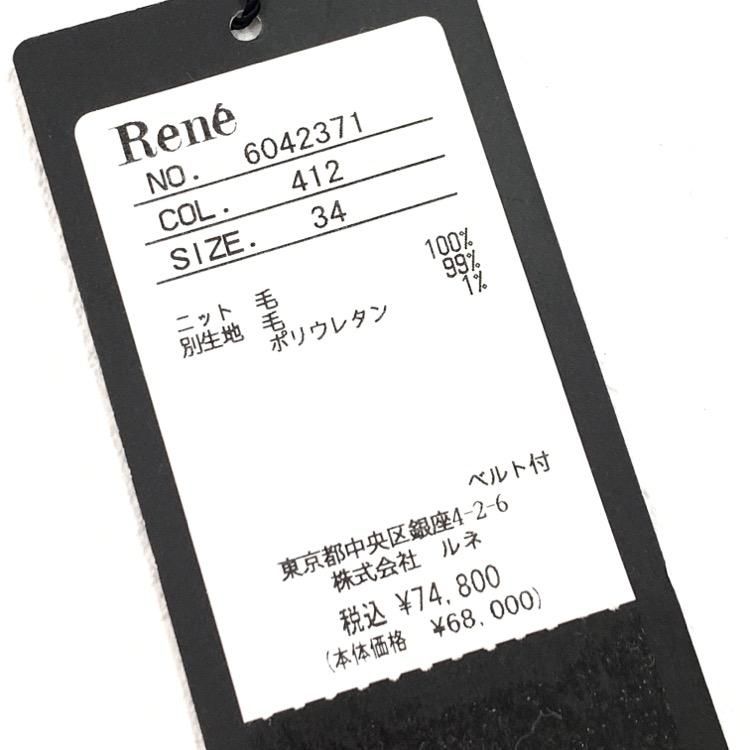 René
NO. 6042371
COL. 412
SIZE. 34
ニット 毛 100%
別生地 毛 99%
ポリウレタン 1%
ベルト付
東京都中央区銀座4-2-6
株式会社 ルネ
税込 ¥74,800
(本体価格 ¥68,000)